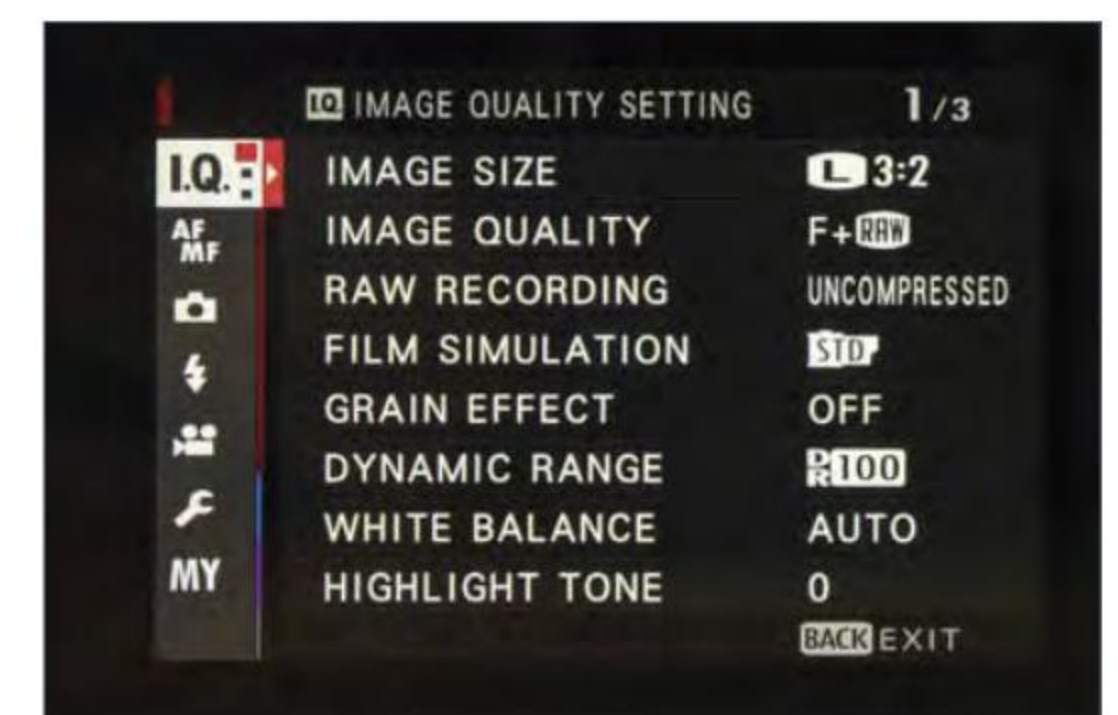 I.Q. IMAGE QUALITY SETTING 1/3
I.Q. IMAGE SIZE L 3:2
AF MF IMAGE QUALITY F+RAW
RAW RECORDING UNCOMPRESSED
FILM SIMULATION STD
GRAIN EFFECT OFF
DYNAMIC RANGE DR100
WHITE BALANCE AUTO
MY HIGHLIGHT TONE 0
BACK EXIT